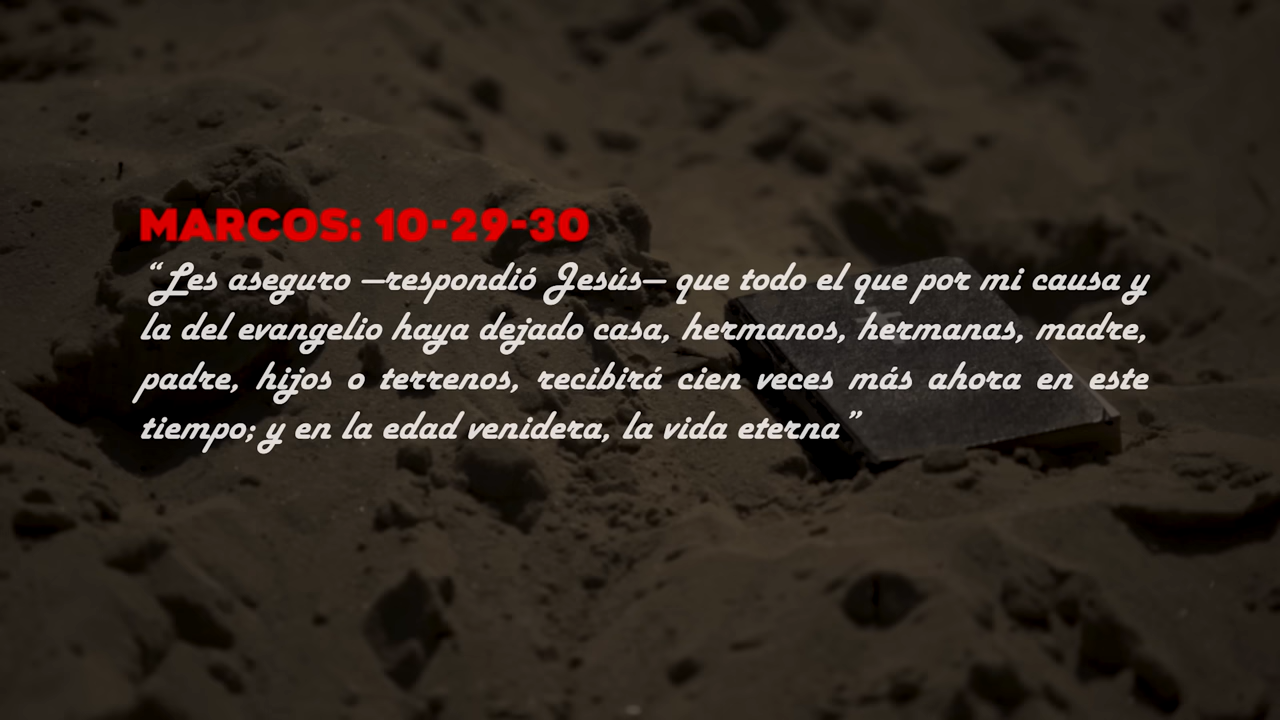 MARCOS: 10-29-30
“Les aseguro —respondió Jesús— que todo el que por mi causa y
la del evangelio haya dejado casa, hermanos, hermanas, madre,
padre, hijos o terrenos, recibirá cien veces más ahora en este
tiempo; y en la edad venidera, la vida eterna ”